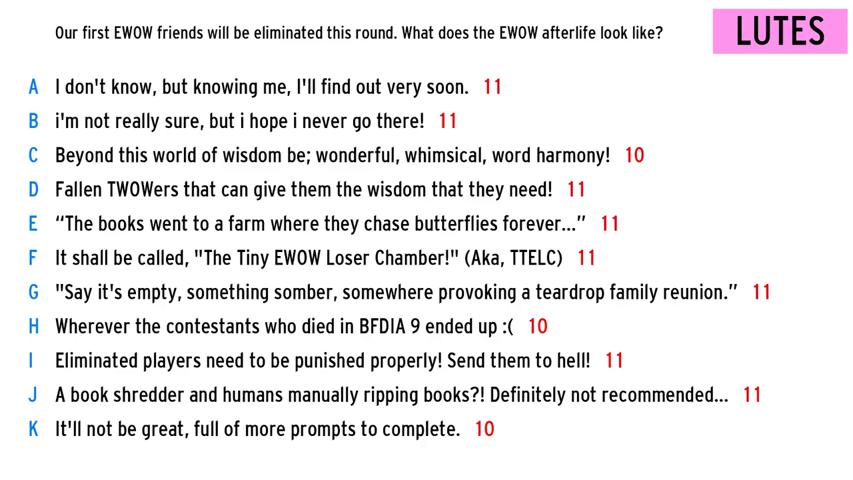 Our first EWOW friends will be eliminated this round. What does the EWOW afterlife look like?
LUTES
A I don't know, but knowing me, I'll find out very soon. 11
B i'm not really sure, but i hope i never go there! 11
C Beyond this world of wisdom be; wonderful, whimsical, word harmony! 10
D Fallen TWOWers that can give them the wisdom that they need! 11
E “The books went to a farm where they chase butterflies forever...” 11
F It shall be called, "The Tiny EWOW Loser Chamber!" (Aka, TTELC) 11
G "Say it's empty, something somber, somewhere provoking a teardrop family reunion.” 11
H Wherever the contestants who died in BFDIA 9 ended up :( 10
I Eliminated players need to be punished properly! Send them to hell! 11
J A book shredder and humans manually ripping books?! Definitely not recommended... 11
K It'll not be great, full of more prompts to complete. 10